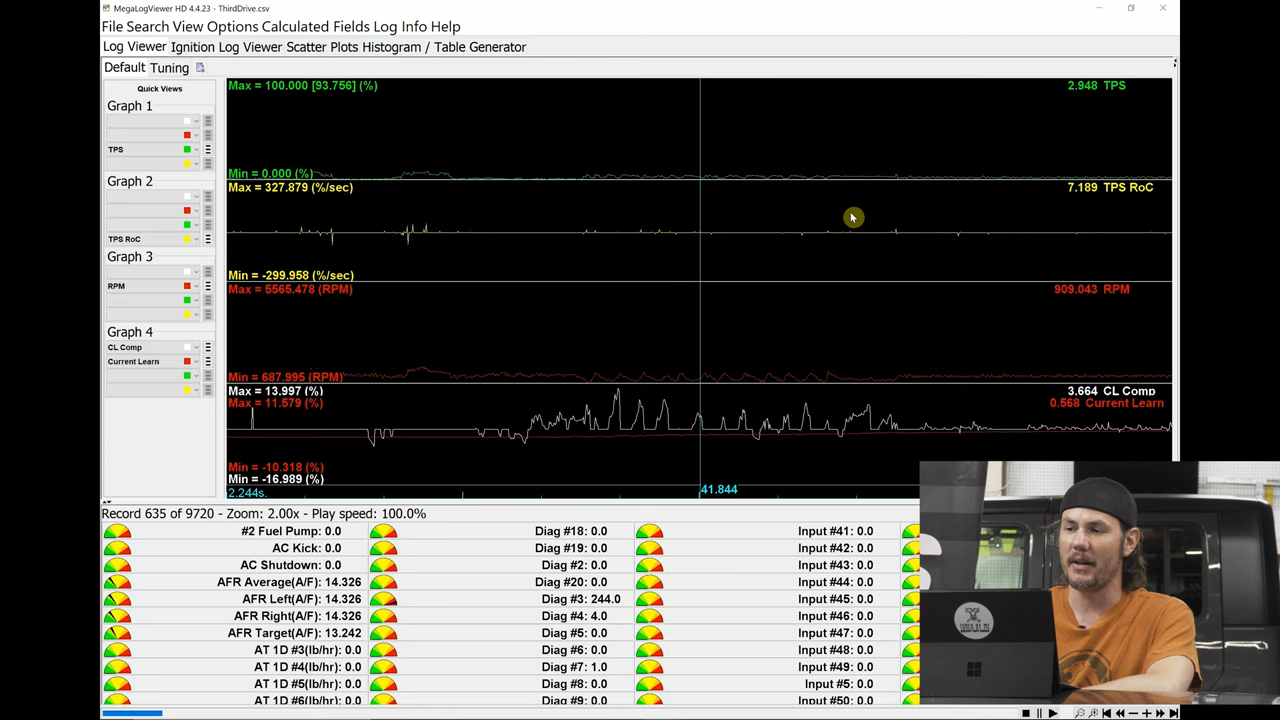 MegaLogViewer HD 4.4.23 - ThirdDrive.csv
File Search View Options Calculated Fields Log Info Help
Log Viewer Ignition Log Viewer Scatter Plots Histogram / Table Generator
Default Tuning
Quick Views
Graph 1
TPS
Graph 2
TPS RoC
Graph 3
RPM
Graph 4
CL Comp
Current Learn
Max = 100.000 [93.756] (%)
2.948 TPS
Min = 0.000 (%)
Max = 327.879 (%/sec)
7.189 TPS RoC
Min = -299.958 (%/sec)
Max = 5565.478 (RPM)
909.043 RPM
Min = 687.995 (RPM)
Max = 13.997 (%)
3.664 CL Comp
Max = 11.579 (%)
0.568 Current Learn
Min = -10.318 (%)
Min = -16.989 (%)
2.244s.
41.844
Record 635 of 9720 - Zoom: 2.00x - Play speed: 100.0%
#2 Fuel Pump: 0.0 Diag #18: 0.0 Input #41: 0.0
AC Kick: 0.0 Diag #19: 0.0 Input #42: 0.0
AC Shutdown: 0.0 Diag #2: 0.0 Input #43: 0.0
AFR Average(A/F): 14.326 Diag #20: 0.0 Input #44: 0.0
AFR Left(A/F): 14.326 Diag #3: 244.0 Input #45: 0.0
AFR Right(A/F): 14.326 Diag #4: 4.0 Input #46: 0.0
AFR Target(A/F): 13.242 Diag #5: 0.0 Input #47: 0.0
AT 1D #3(lb/hr): 0.0 Diag #6: 0.0 Input #48: 0.0
AT 1D #4(lb/hr): 0.0 Diag #7: 1.0 Input #49: 0.0
AT 1D #5(lb/hr): 0.0 Diag #8: 0.0 Input #5: 0.0
AT 1D #6(lb/hr): 0.0 Diag #9: 0.0 Input #50: 0.0